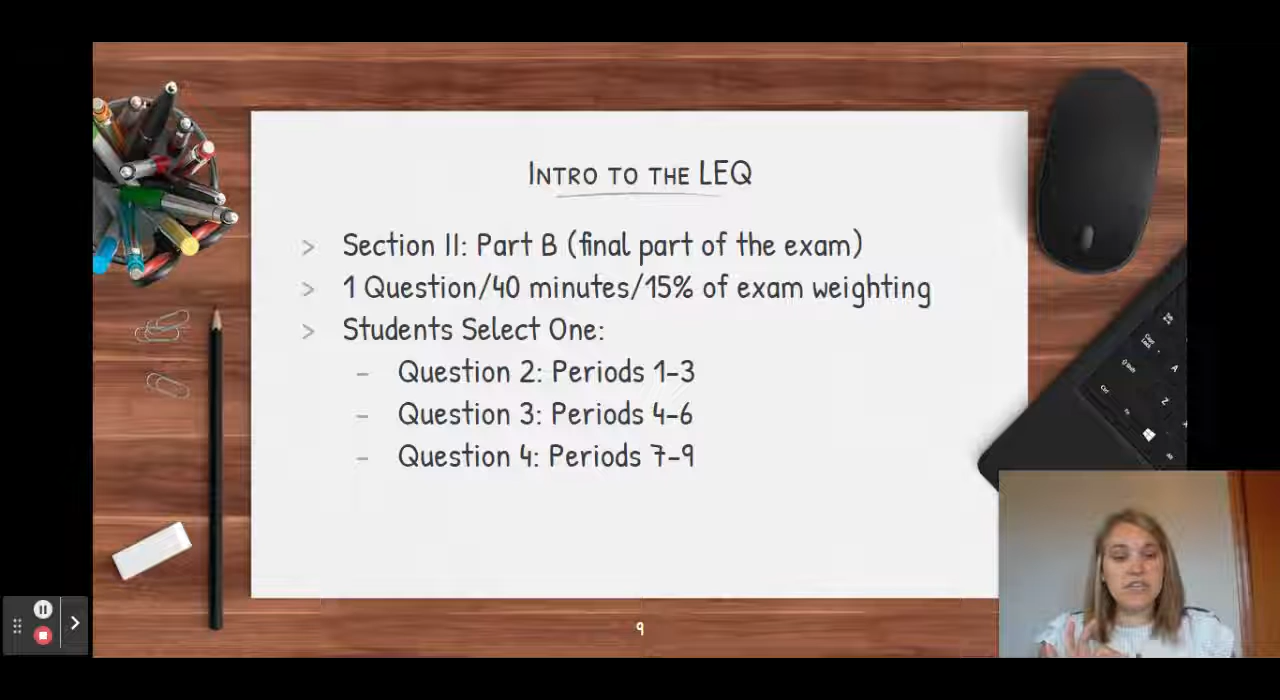 Intro to the LEQ
> Section II: Part B (final part of the exam)
> 1 Question/40 minutes/15% of exam weighting
> Students Select One:
– Question 2: Periods 1-3
– Question 3: Periods 4-6
– Question 4: Periods 7-9
9